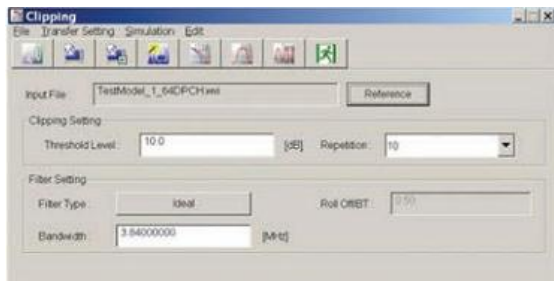 Clipping
File Transfer Setting Simulation Edit
Input File : TestModel_1_64DPCH.wvi Reference
Clipping Setting
Threshold Level : 10.0 [dB] Repetition : 10
Filter Setting
Filter Type : Ideal Roll Off/BT : 0.50
Bandwidth : 3.84000000 [MHz]